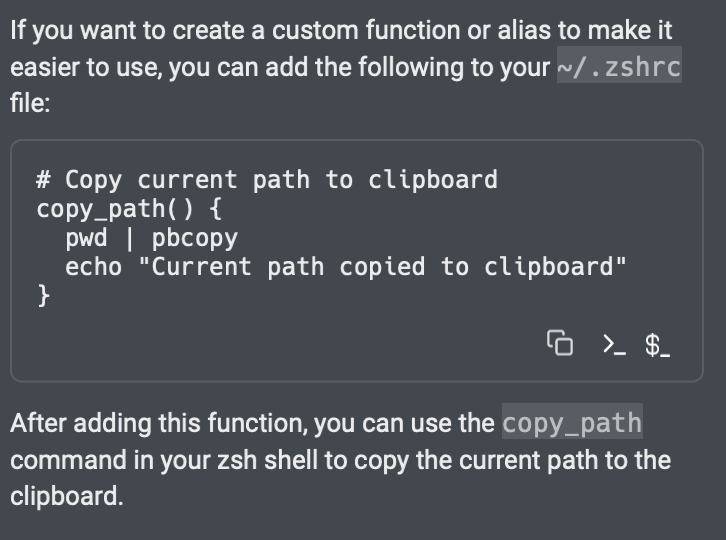 If you want to create a custom function or alias to make it
easier to use, you can add the following to your ~/.zshrc
file:
# Copy current path to clipboard
copy_path() {
  pwd | pbcopy
  echo "Current path copied to clipboard"
}
>_ $_
After adding this function, you can use the copy_path
command in your zsh shell to copy the current path to the
clipboard.